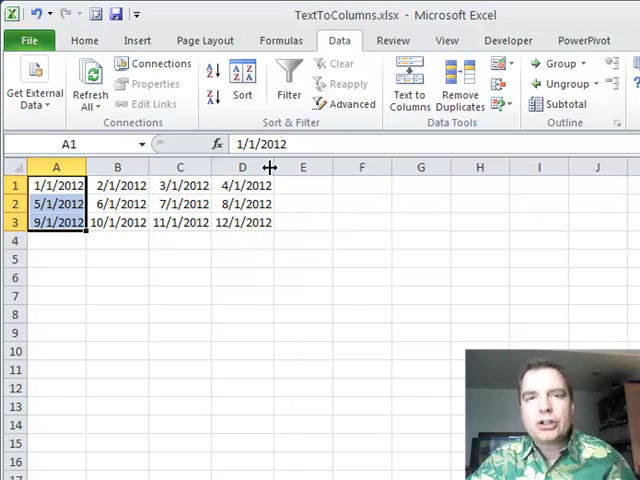 TextToColumns.xlsx - Microsoft Excel
File Home Insert Page Layout Formulas Data Review View Developer PowerPivot
Get External Data
Refresh All
Connections
Properties
Edit Links
Connections
Sort
Filter
Clear
Reapply
Advanced
Sort & Filter
Text to Columns
Remove Duplicates
Group
Ungroup
Subtotal
Outline
A1 fx 1/1/2012
A B C D E F G H I J
1 1/1/2012 2/1/2012 3/1/2012 4/1/2012
2 5/1/2012 6/1/2012 7/1/2012 8/1/2012
3 9/1/2012 10/1/2012 11/1/2012 12/1/2012
4
5
6
7
8
9
10
11
12
13
14
15
16
17